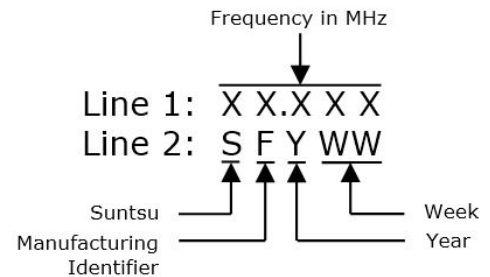 Frequency in MHz
Line 1: X X.X X X
Line 2: S F Y WW
Suntsu
Week
Manufacturing
Year
Identifier